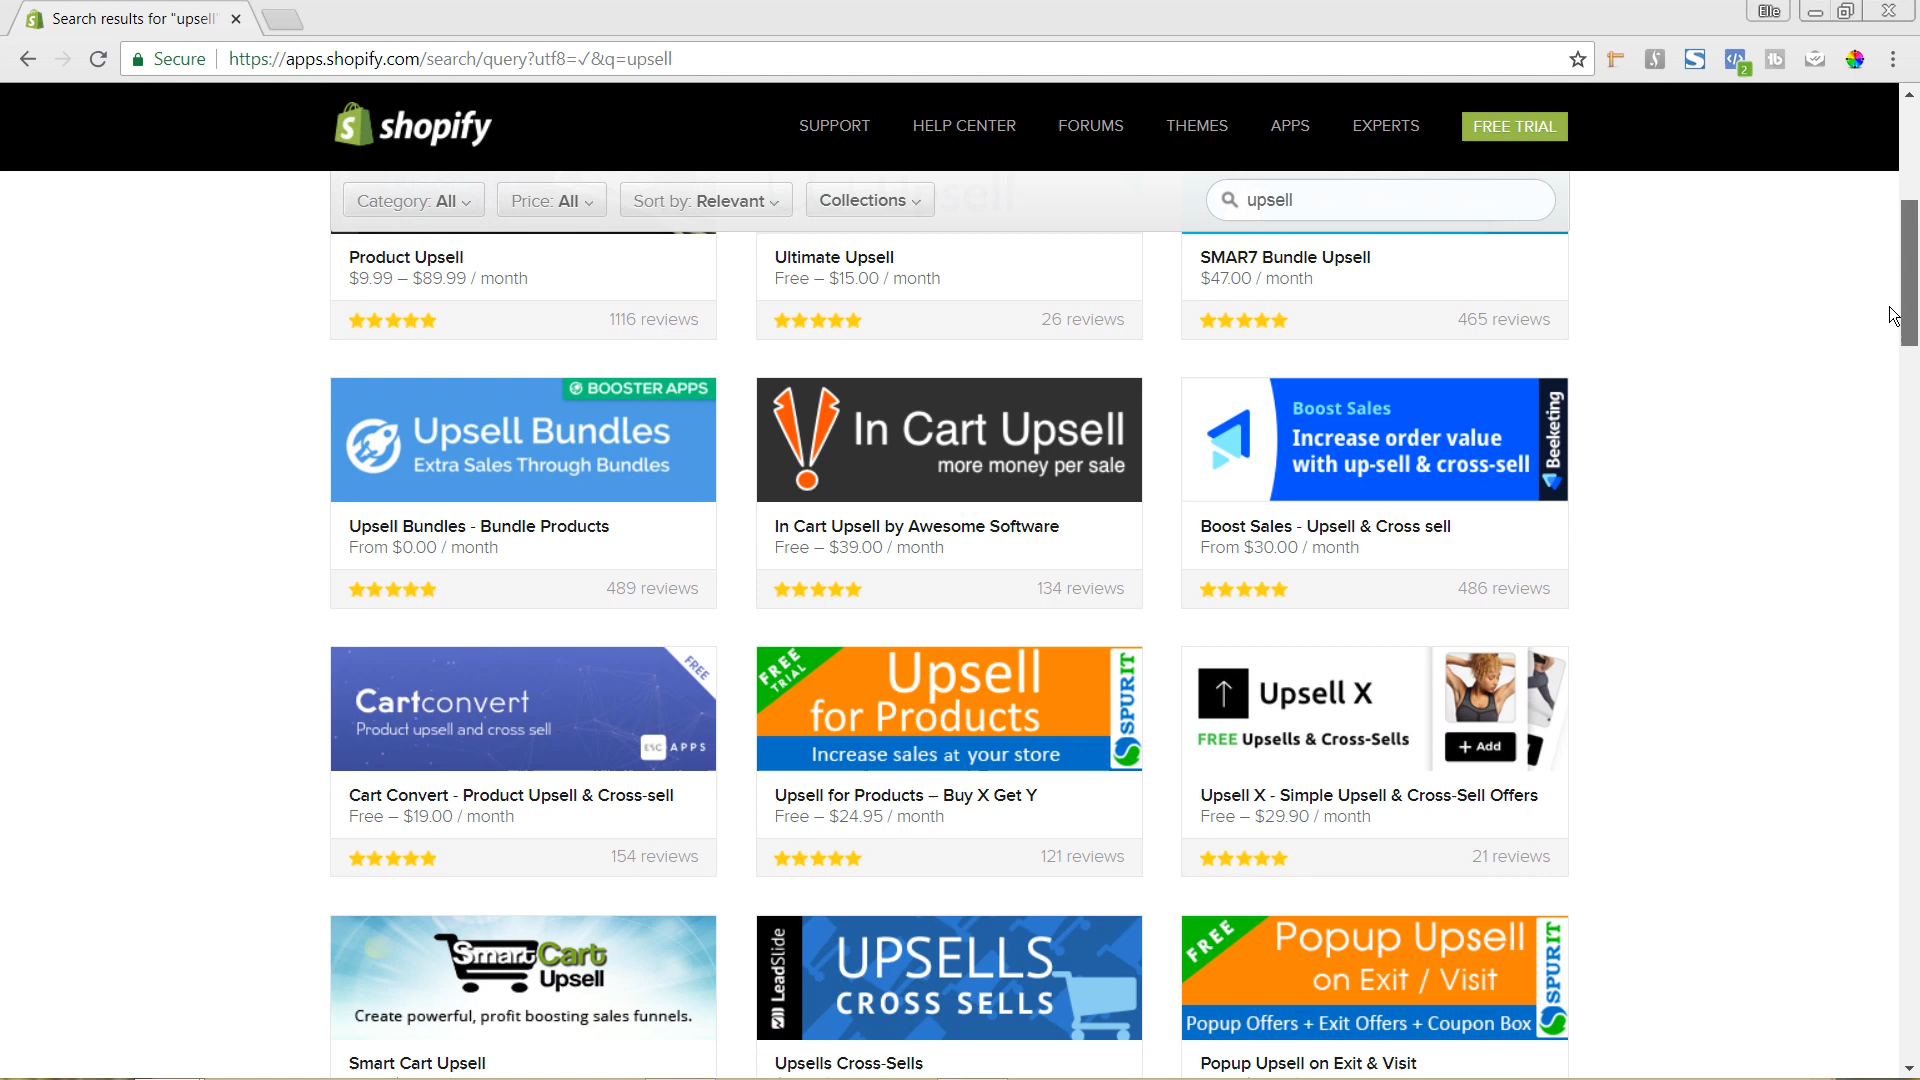 Search results for "upsell"
Elle
Secure
https://apps.shopify.com/search/query?utf8=✓&q=upsell
2
shopify
SUPPORT
HELP CENTER
FORUMS
THEMES
APPS
EXPERTS
FREE TRIAL
Category: All
Price: All
Sort by: Relevant
Collections
upsell
Product Upsell
$9.99 – $89.99 / month
1116 reviews
Ultimate Upsell
Free – $15.00 / month
26 reviews
SMAR7 Bundle Upsell
$47.00 / month
465 reviews
BOOSTER APPS
Upsell Bundles
Extra Sales Through Bundles
Upsell Bundles - Bundle Products
From $0.00 / month
489 reviews
In Cart Upsell
more money per sale
In Cart Upsell by Awesome Software
Free – $39.00 / month
134 reviews
Boost Sales
Increase order value
with up-sell & cross-sell
Beeketing
Boost Sales - Upsell & Cross sell
From $30.00 / month
486 reviews
FREE
Cartconvert
Product upsell and cross sell
ESC APPS
Cart Convert - Product Upsell & Cross-sell
Free – $19.00 / month
154 reviews
FREE TRIAL
Upsell
for Products
Increase sales at your store
SPURIT
Upsell for Products – Buy X Get Y
Free – $24.95 / month
121 reviews
Upsell X
FREE Upsells & Cross-Sells
+ Add
Upsell X - Simple Upsell & Cross-Sell Offers
Free – $29.90 / month
21 reviews
SmartCart
Upsell
Create powerful, profit boosting sales funnels.
Smart Cart Upsell
LeadSlide
UPSELLS
CROSS SELLS
Upsells Cross-Sells
FREE
Popup Upsell
on Exit / Visit
Popup Offers + Exit Offers + Coupon Box
SPURIT
Popup Upsell on Exit & Visit